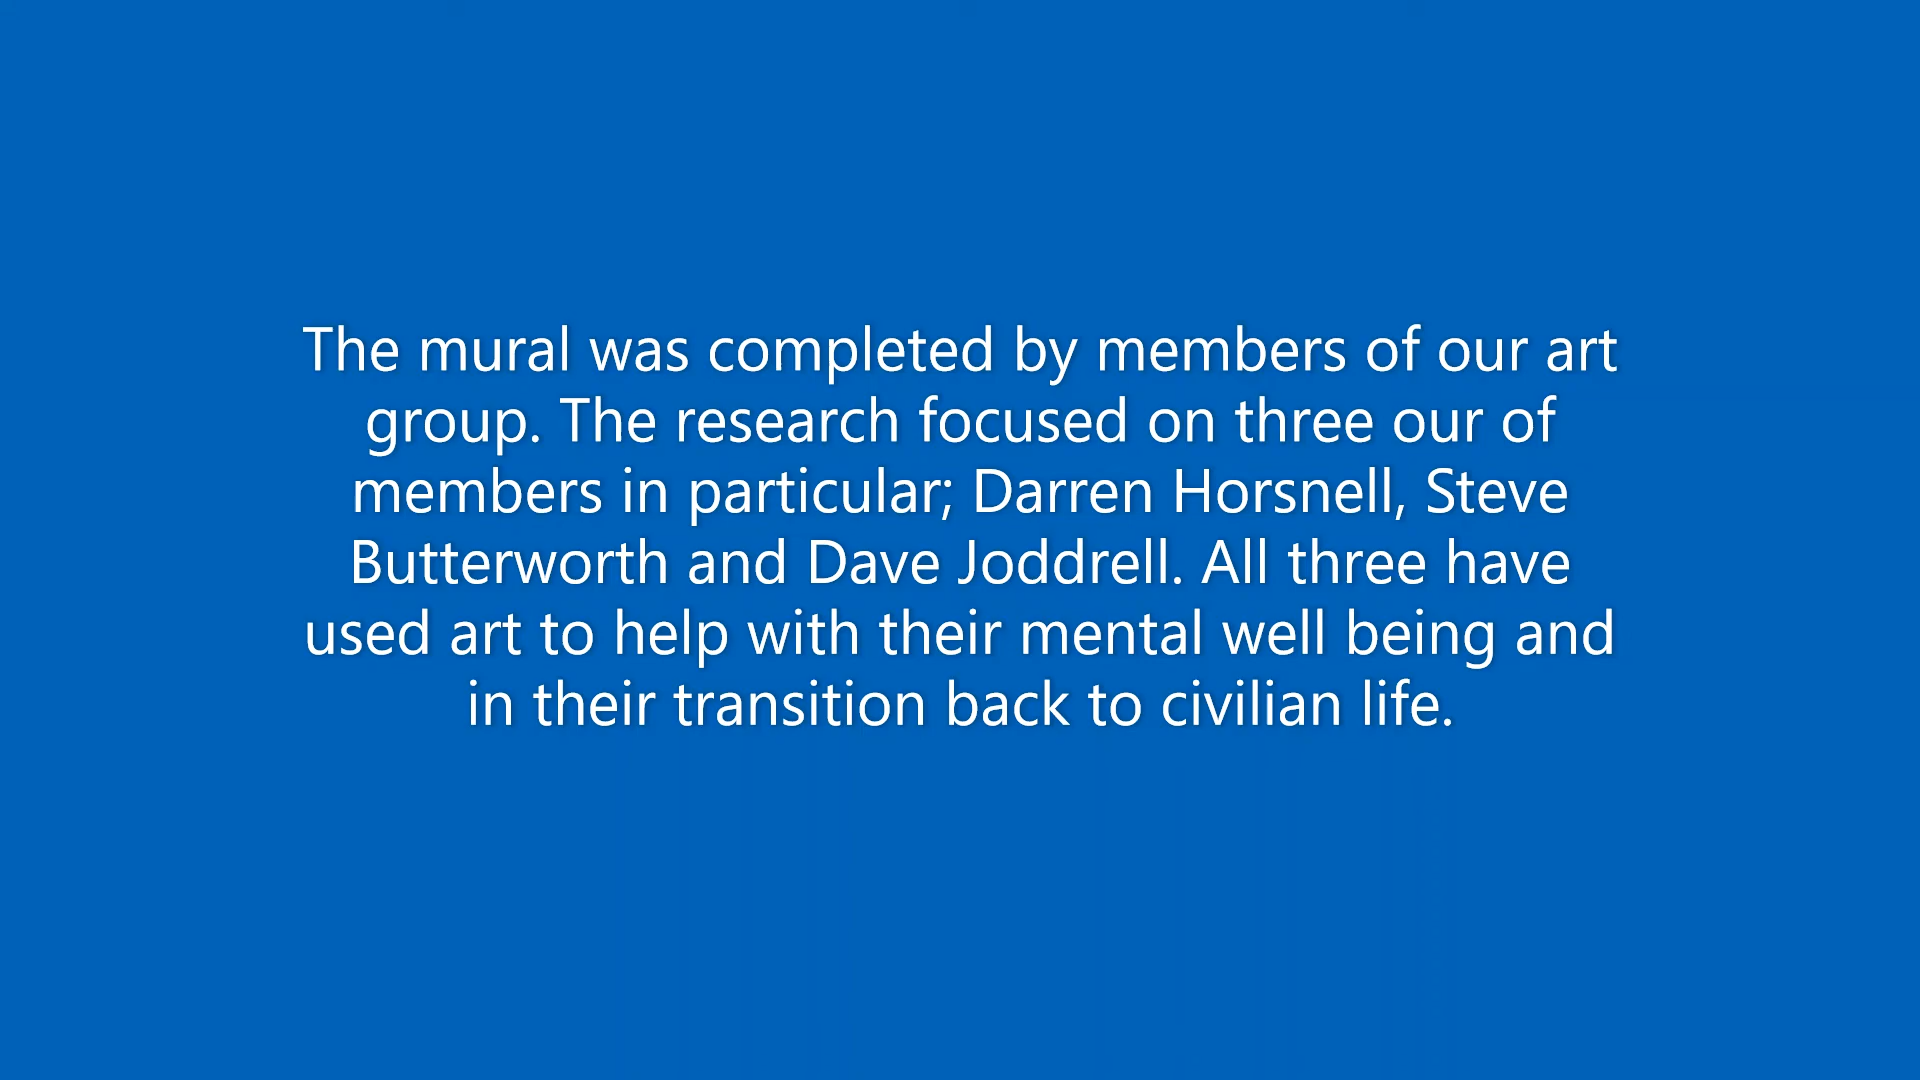 The mural was completed by members of our art
group. The research focused on three our of
members in particular; Darren Horsnell, Steve
Butterworth and Dave Joddrell. All three have
used art to help with their mental well being and
in their transition back to civilian life.